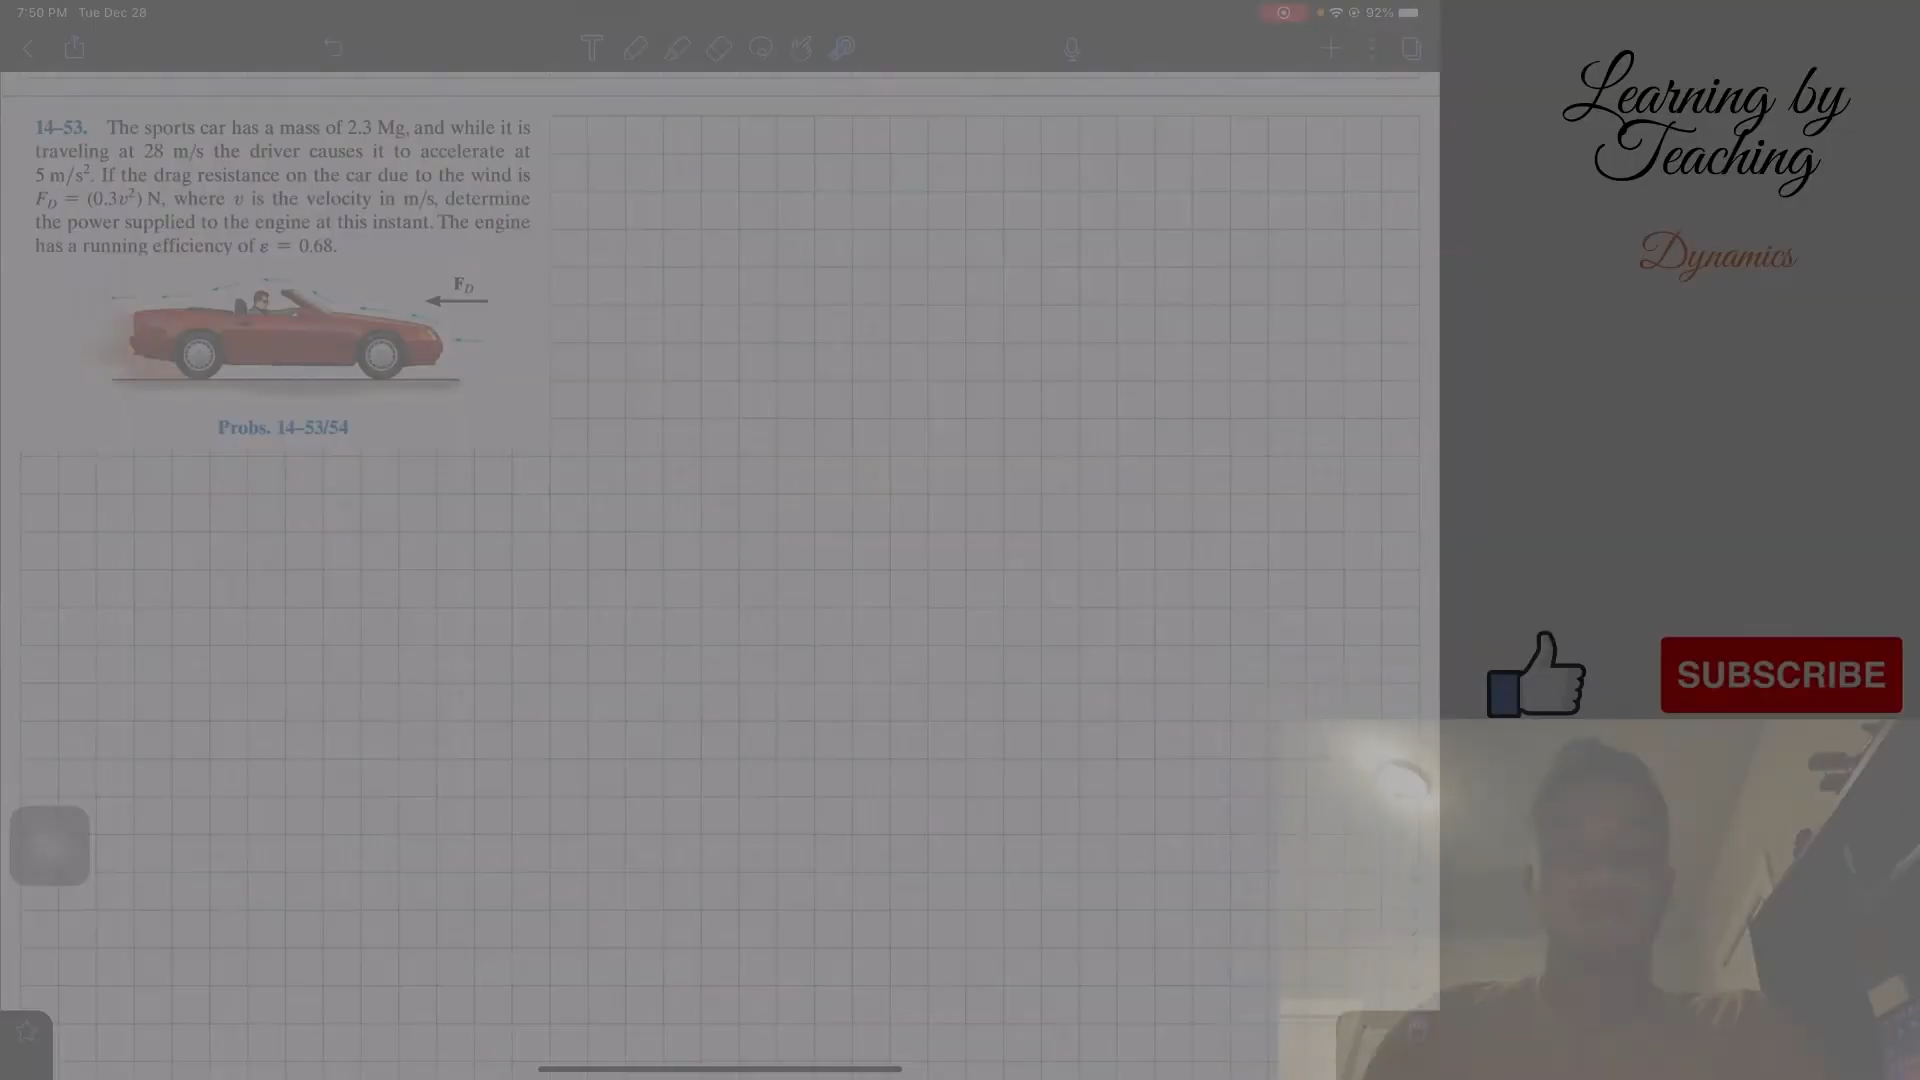 7:50 PM Tue Dec 28
92%
14–53. The sports car has a mass of 2.3 Mg, and while it is
traveling at 28 m/s the driver causes it to accelerate at
5 m/s². If the drag resistance on the car due to the wind is
F_D = (0.3v²) N, where v is the velocity in m/s, determine
the power supplied to the engine at this instant. The engine
has a running efficiency of ε = 0.68.
F_D
Probs. 14–53/54
Learning by
Teaching
Dynamics
SUBSCRIBE